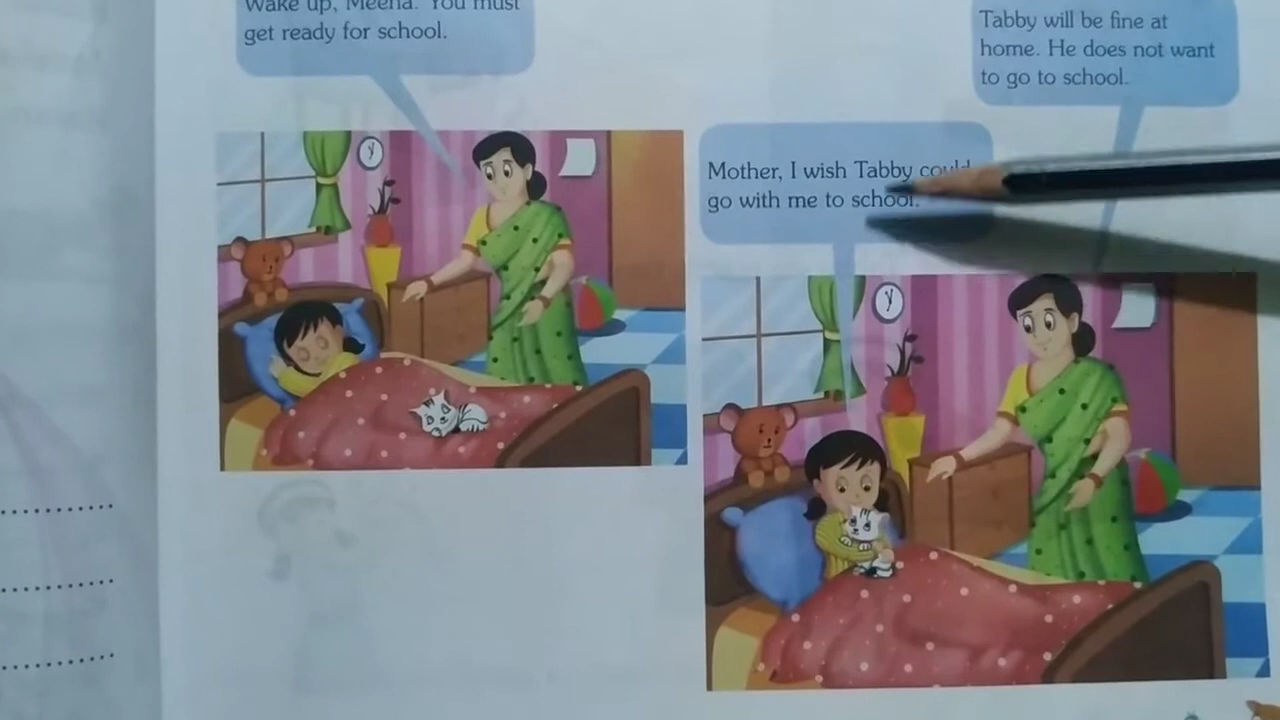 Wake up, Meena. You must
get ready for school.
Mother, I wish Tabby could
go with me to school.
Tabby will be fine at
home. He does not want
to go to school.